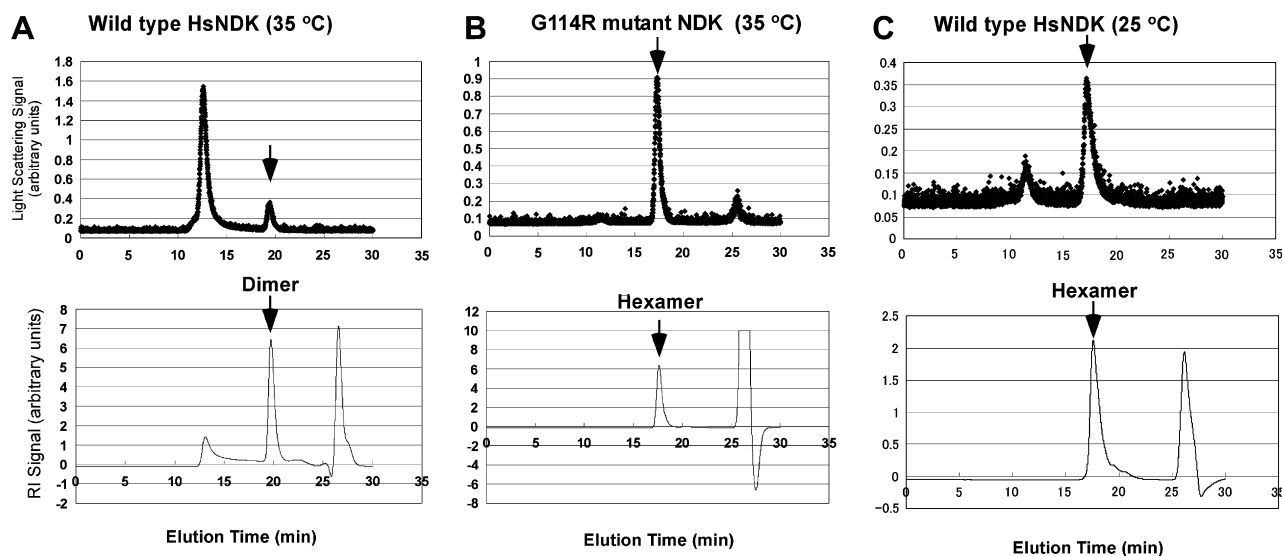 A
Wild type HsNDK (35 °C)
Light Scattering Signal
(arbitrary units)
1.8
1.6
1.4
1.2
1
0.8
0.6
0.4
0.2
0
0 5 10 15 20 25 30 35
Dimer
RI Signal (arbitrary units)
8
7
6
5
4
3
2
1
0
-1
-2
0 5 10 15 20 25 30 35
Elution Time (min)
B
G114R mutant NDK (35 °C)
1
0.9
0.8
0.7
0.6
0.5
0.4
0.3
0.2
0.1
0
0 5 10 15 20 25 30 35
Hexamer
12
10
8
6
4
2
0
-2
-4
-6
-8
0 5 10 15 20 25 30 35
Elution Time (min)
C
Wild type HsNDK (25 °C)
0.4
0.35
0.3
0.25
0.2
0.15
0.1
0.05
0
0 5 10 15 20 25 30 35
Hexamer
2.5
2
1.5
1
0.5
0
-0.5
0 5 10 15 20 25 30 35
Elution Time (min)